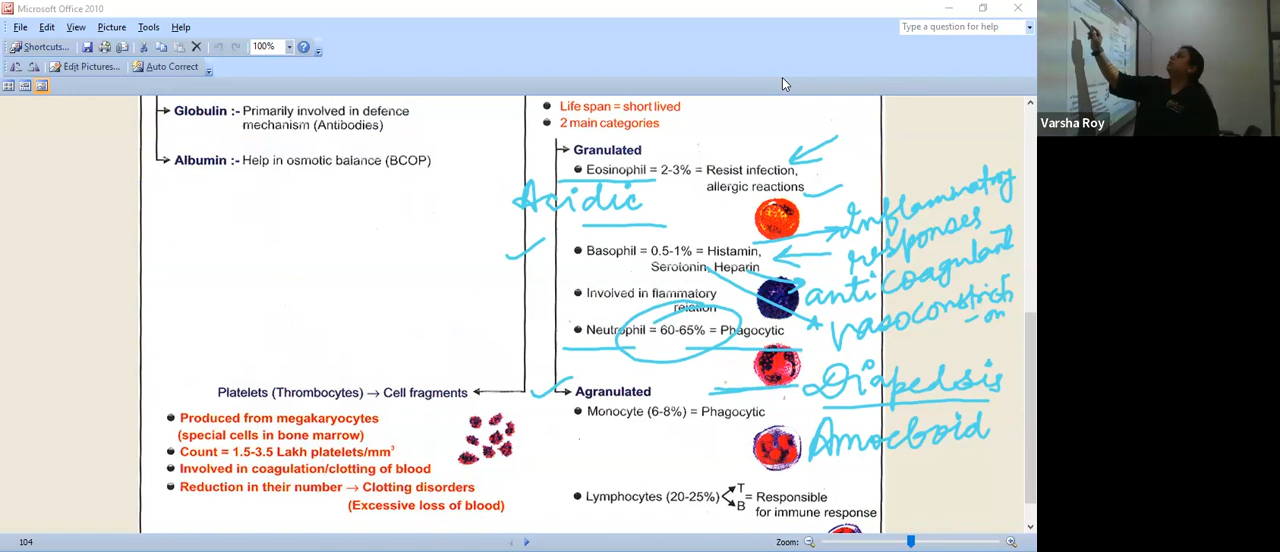 Microsoft Office 2010
File Edit View Picture Tools Help
Type a question for help
Shortcuts...
100%
Edit Pictures...
Auto Correct
Varsha Roy
Globulin :- Primarily involved in defence
mechanism (Antibodies)
Albumin :- Help in osmotic balance (BCOP)
Platelets (Thrombocytes) → Cell fragments
Produced from megakaryocytes
(special cells in bone marrow)
Count = 1.5-3.5 Lakh platelets/mm³
Involved in coagulation/clotting of blood
Reduction in their number → Clotting disorders
(Excessive loss of blood)
Life span = short lived
2 main categories
Granulated
Eosinophil = 2-3% = Resist infection,
allergic reactions
Acidic
Basophil = 0.5-1% = Histamin,
Serotonin, Heparin
Involved in flammatory
relation
Neutrophil = 60-65% = Phagocytic
Agranulated
Monocyte (6-8%) = Phagocytic
Lymphocytes (20-25%) T = Responsible
B for immune response
Inflammatory
responses
anticoagulant
* vasoconstricti
-on
Diapedsis
Amoeboid
104
Zoom: